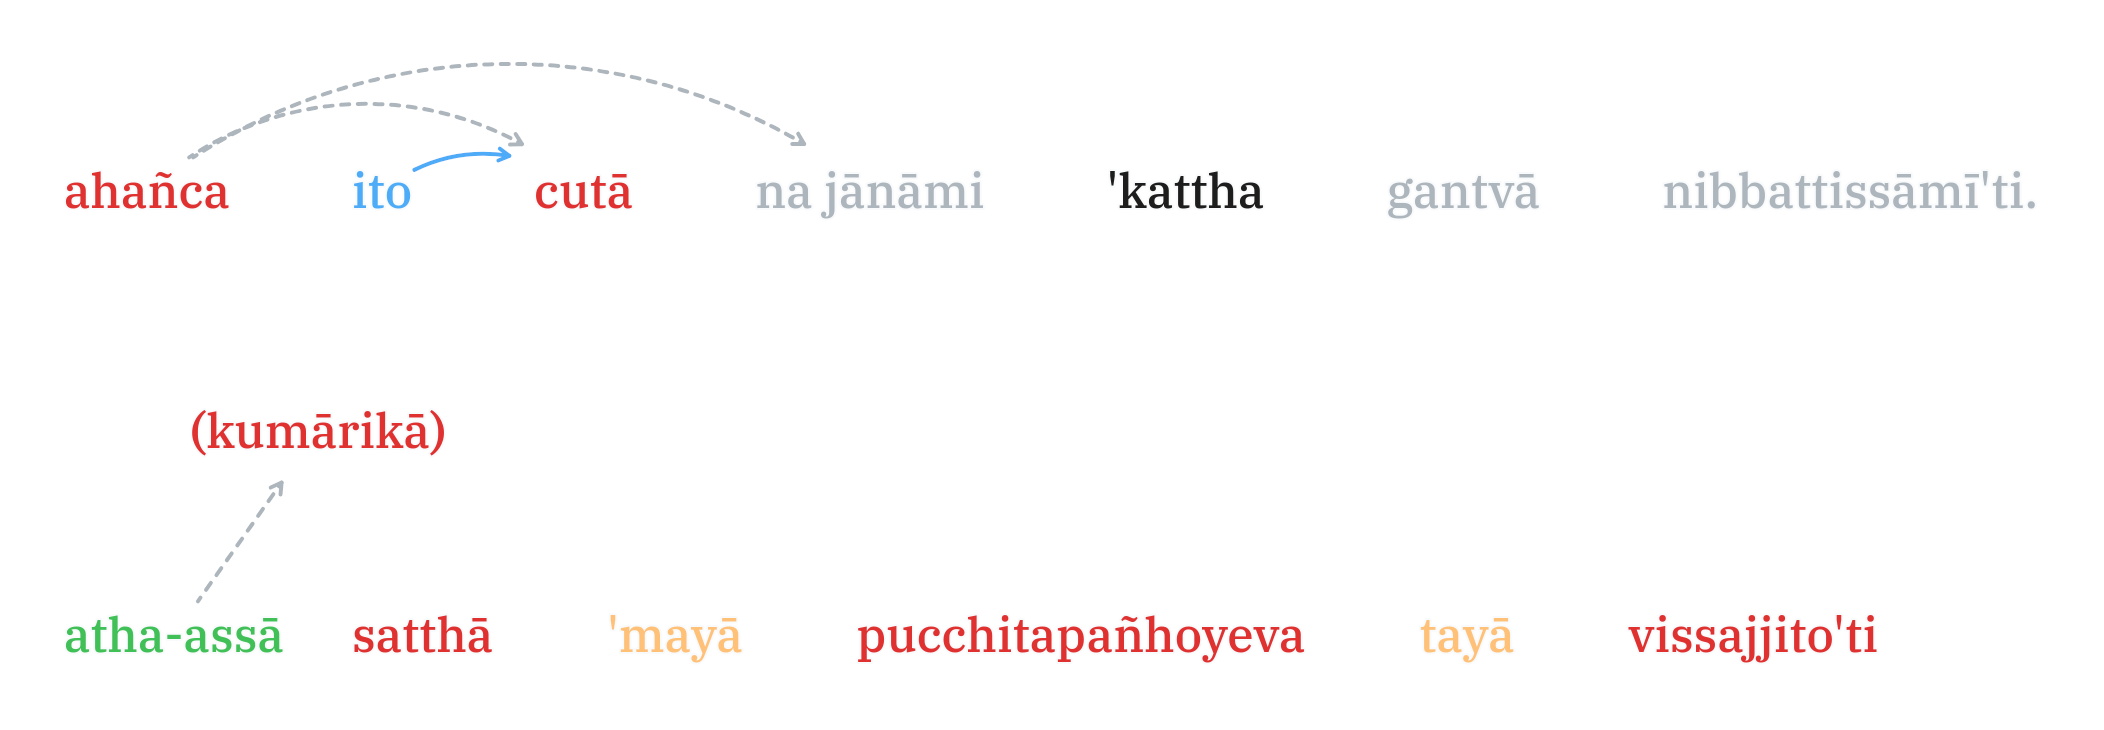 ahañca ito cutā na jānāmi 'kattha gantvā nibbattissāmī'ti.
(kumārikā)
atha-assā satthā 'mayā pucchitapañhoyeva tayā vissajjito'ti